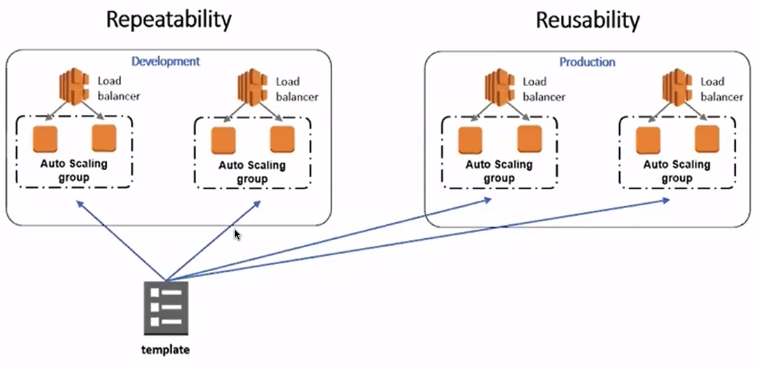 Repeatability
Reusability
Development
Load
balancer
Load
balancer
Auto Scaling
group
Auto Scaling
group
Production
Load
balancer
Load
balancer
Auto Scaling
group
Auto Scaling
group
template